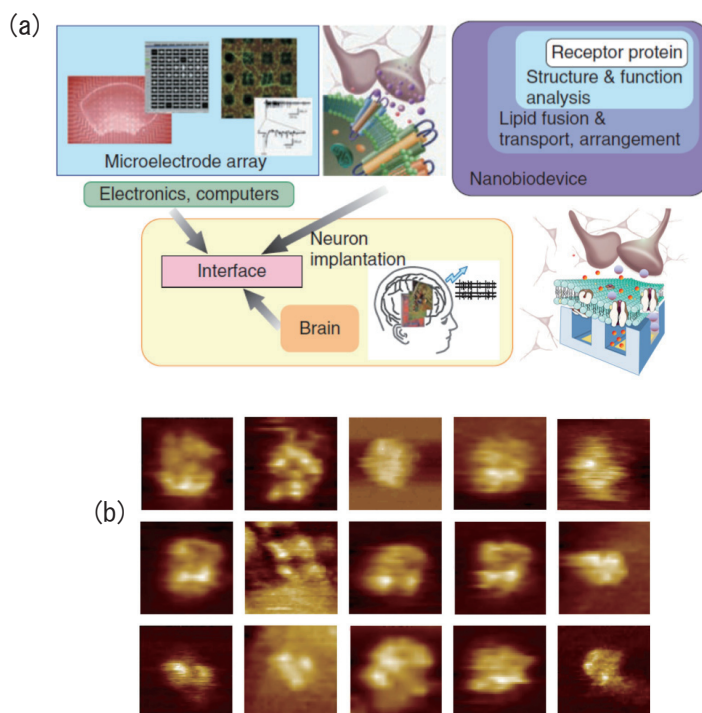 (a)
Microelectrode array
Receptor protein
Structure & function
analysis
Lipid fusion &
transport, arrangement
Nanobiodevice
Electronics, computers
Neuron
implantation
Interface
Brain
(b)